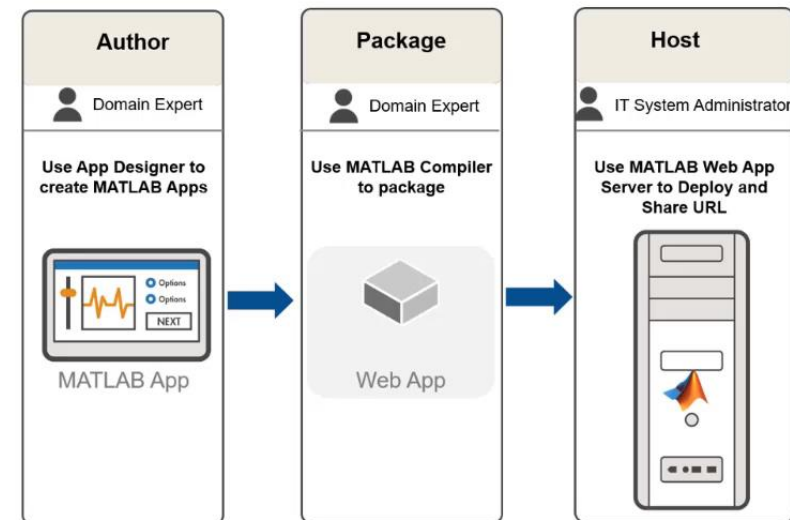 Author
Domain Expert
Use App Designer to
create MATLAB Apps
Options
Options
NEXT
MATLAB App
Package
Domain Expert
Use MATLAB Compiler
to package
Web App
Host
IT System Administrator
Use MATLAB Web App
Server to Deploy and
Share URL